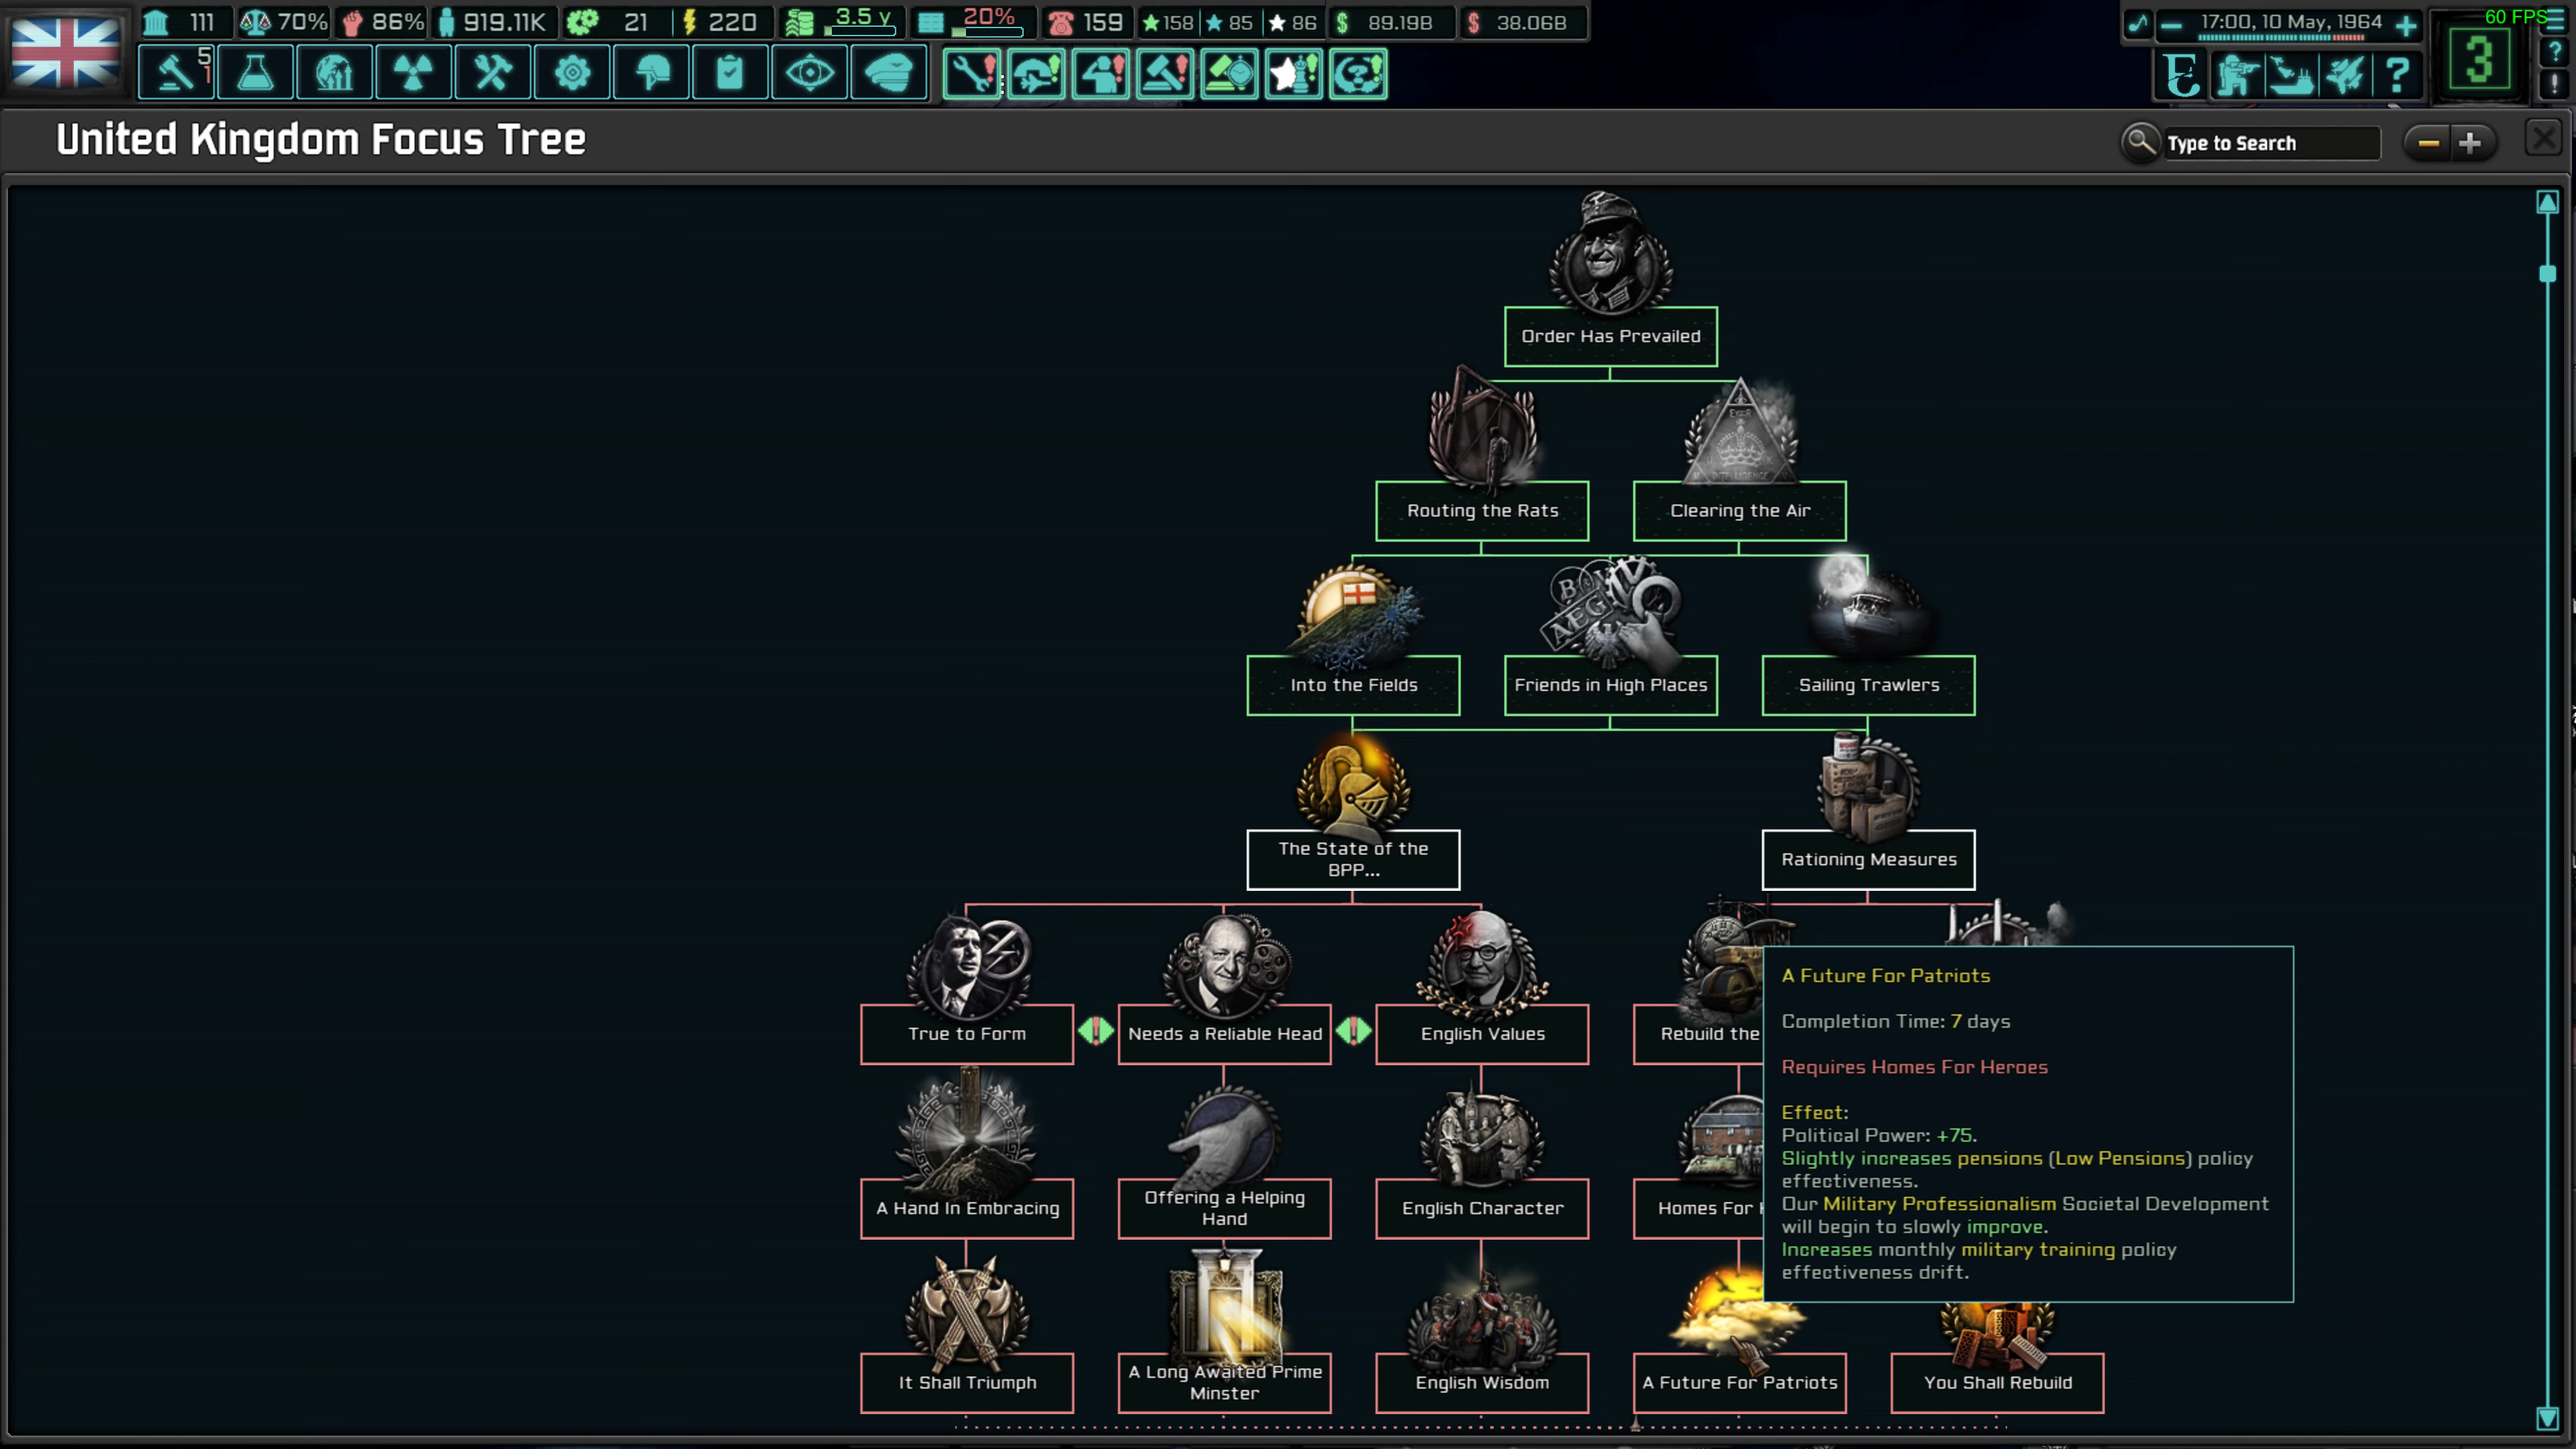 111
70%
86%
919.11K
21
220
3.5 y
20%
159
158
85
86
$ 89.19B
$ 38.06B
17:00, 10 May, 1964
60 FPS
5
1
3
United Kingdom Focus Tree
Type to Search
Order Has Prevailed
Routing the Rats
Clearing the Air
Into the Fields
Friends in High Places
AEG
Sailing Trawlers
The State of the
BPP...
Rationing Measures
True to Form
Needs a Reliable Head
English Values
Rebuild the
A Hand In Embracing
Offering a Helping
Hand
English Character
Homes For
It Shall Triumph
A Long Awaited Prime
Minster
English Wisdom
A Future For Patriots
You Shall Rebuild
A Future For Patriots
Completion Time: 7 days
Requires Homes For Heroes
Effect:
Political Power: +75.
Slightly increases pensions (Low Pensions) policy
effectiveness.
Our Military Professionalism Societal Development
will begin to slowly improve.
Increases monthly military training policy
effectiveness drift.